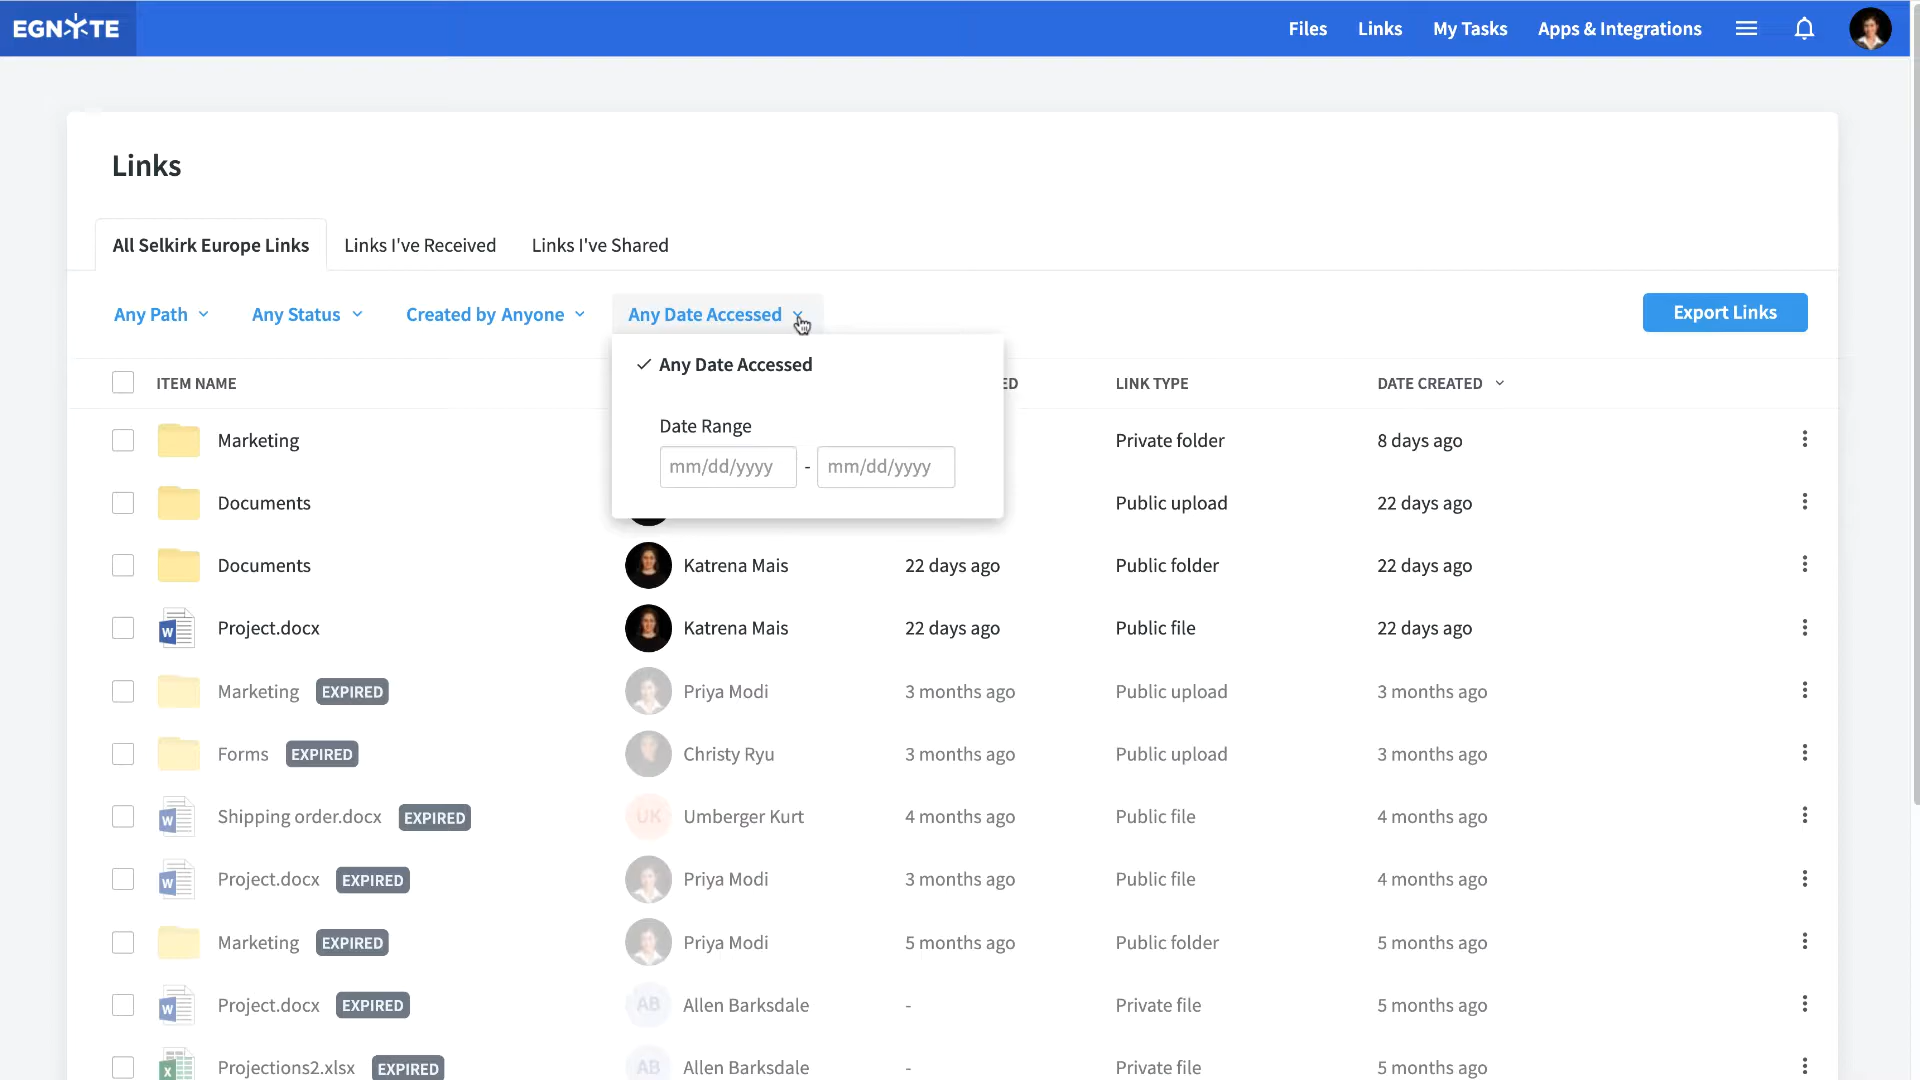 EGNYTE
Files Links My Tasks Apps & Integrations
Links
All Selkirk Europe Links Links I've Received Links I've Shared
Any Path Any Status Created by Anyone Any Date Accessed Export Links
Any Date Accessed
Date Range
mm/dd/yyyy - mm/dd/yyyy
ITEM NAME ED LINK TYPE DATE CREATED
Marketing Private folder 8 days ago
Documents Public upload 22 days ago
Documents Katrena Mais 22 days ago Public folder 22 days ago
Project.docx Katrena Mais 22 days ago Public file 22 days ago
Marketing EXPIRED Priya Modi 3 months ago Public upload 3 months ago
Forms EXPIRED Christy Ryu 3 months ago Public upload 3 months ago
Shipping order.docx EXPIRED UK Umberger Kurt 4 months ago Public file 4 months ago
Project.docx EXPIRED Priya Modi 3 months ago Public file 4 months ago
Marketing EXPIRED Priya Modi 5 months ago Public folder 5 months ago
Project.docx EXPIRED AB Allen Barksdale - Private file 5 months ago
Projections2.xlsx EXPIRED AB Allen Barksdale - Private file 5 months ago